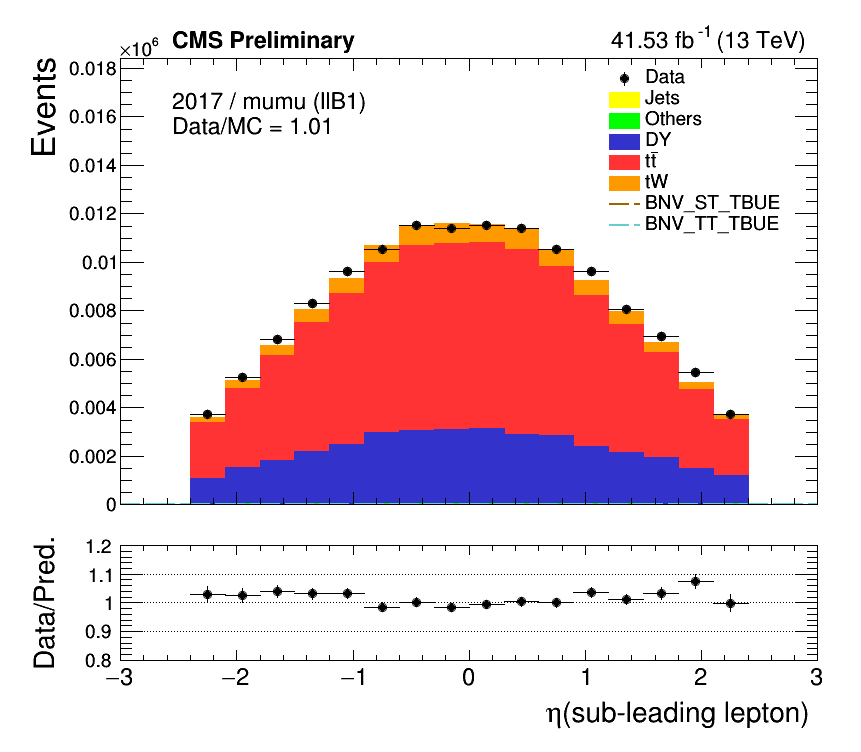 ×10⁶ CMS Preliminary 41.53 fb⁻¹ (13 TeV)
Events
0.018
0.016
0.014
0.012
0.01
0.008
0.006
0.004
0.002
0
2017 / mumu (llB1)
Data/MC = 1.01
Data
Jets
Others
DY
tt̄
tW
BNV_ST_TBUE
BNV_TT_TBUE
Data/Pred.
1.2
1.1
1
0.9
0.8
−3 −2 −1 0 1 2 3
η(sub-leading lepton)